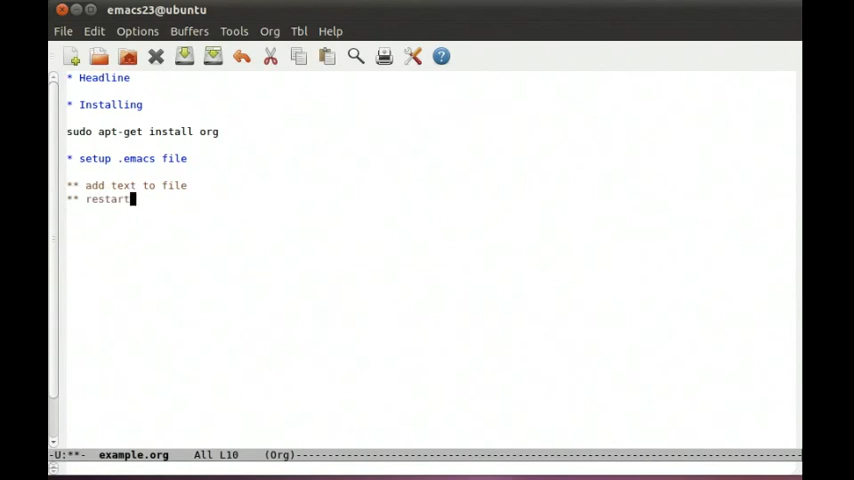 emacs23@ubuntu
File Edit Options Buffers Tools Org Tbl Help
* Headline
* Installing
sudo apt-get install org
* setup .emacs file
** add text to file
** restart
-U:**-  example.org    All L10    (Org)---------------------------------------------------------------------------